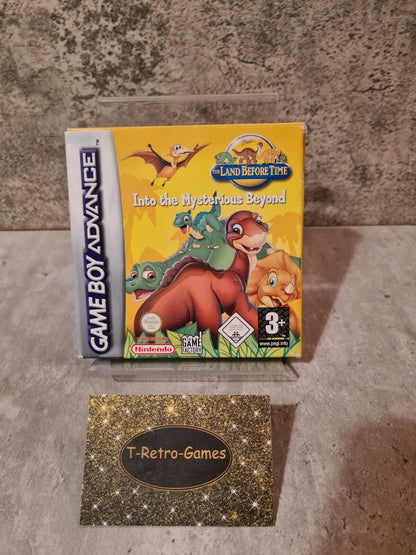 GAME BOY ADVANCE
THE LAND BEFORE TIME
Into the Mysterious Beyond
Nintendo
GAME
FACTORY
3+
www.pegi.info
T-Retro-Games